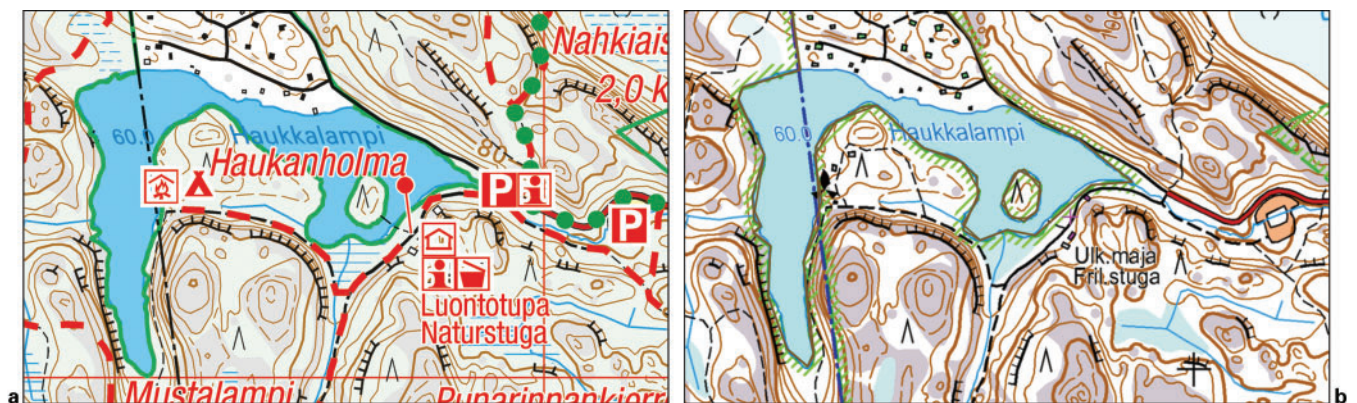 Nahkiais
2,0 k
60.0
Haukkalampi
Haukanholma
80
P i
P
i
Luontotupa
Naturstuga
Mustalampi
Punarinnankierr
a
60.0
Haukkalampi
Ulk.maja
Fril.stuga
b